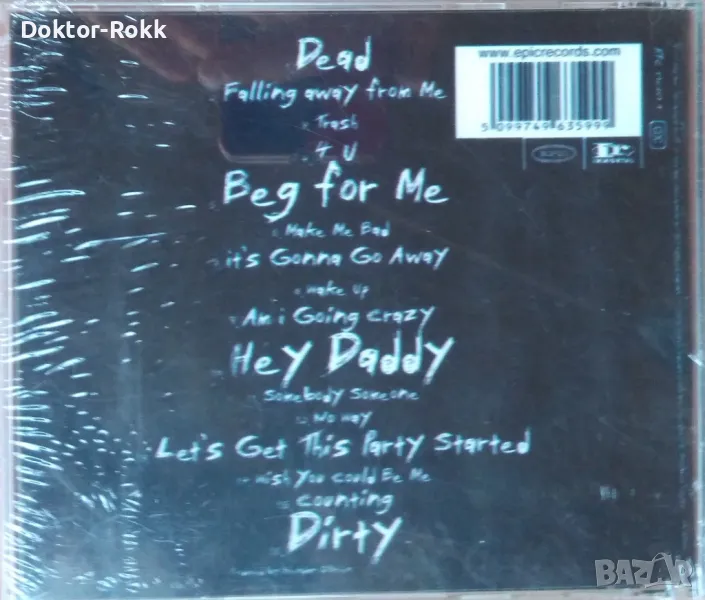 Doktor-Rokk
www.epicrecords.com
5 099749 635999
EPIC
Dead
Falling away from Me
Trash
4 U
Beg for Me
Make Me Bad
it's Gonna Go Away
wake up
Am i Going crazy
Hey Daddy
Somebody Someone
No way
Let's Get This Party Started
wish You could Be Me
counting
Dirty
BAZAR